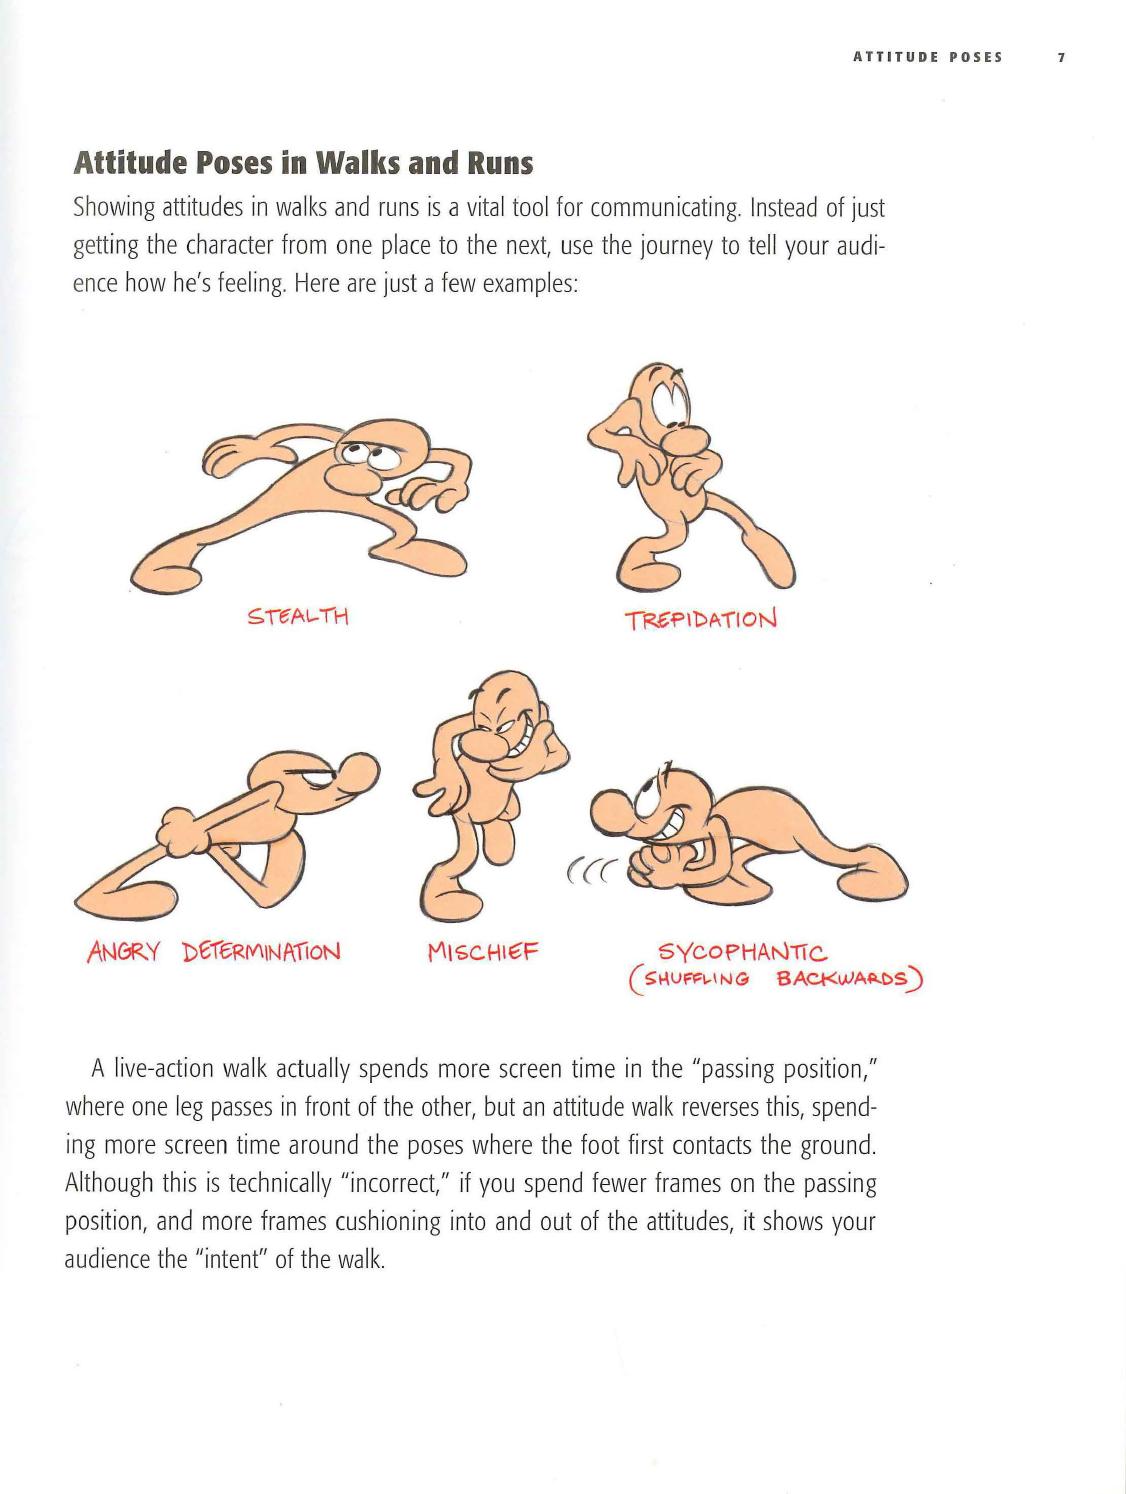 ATTITUDE POSES 7
Attitude Poses in Walks and Runs
Showing attitudes in walks and runs is a vital tool for communicating. Instead of just
getting the character from one place to the next, use the journey to tell your audi-
ence how he's feeling. Here are just a few examples:
STEALTH
TREPIDATION
ANGRY DETERMINATION
MISCHIEF
SYCOPHANTIC
(SHUFFLING BACKWARDS)
A live-action walk actually spends more screen time in the “passing position,”
where one leg passes in front of the other, but an attitude walk reverses this, spend-
ing more screen time around the poses where the foot first contacts the ground.
Although this is technically “incorrect,” if you spend fewer frames on the passing
position, and more frames cushioning into and out of the attitudes, it shows your
audience the “intent” of the walk.